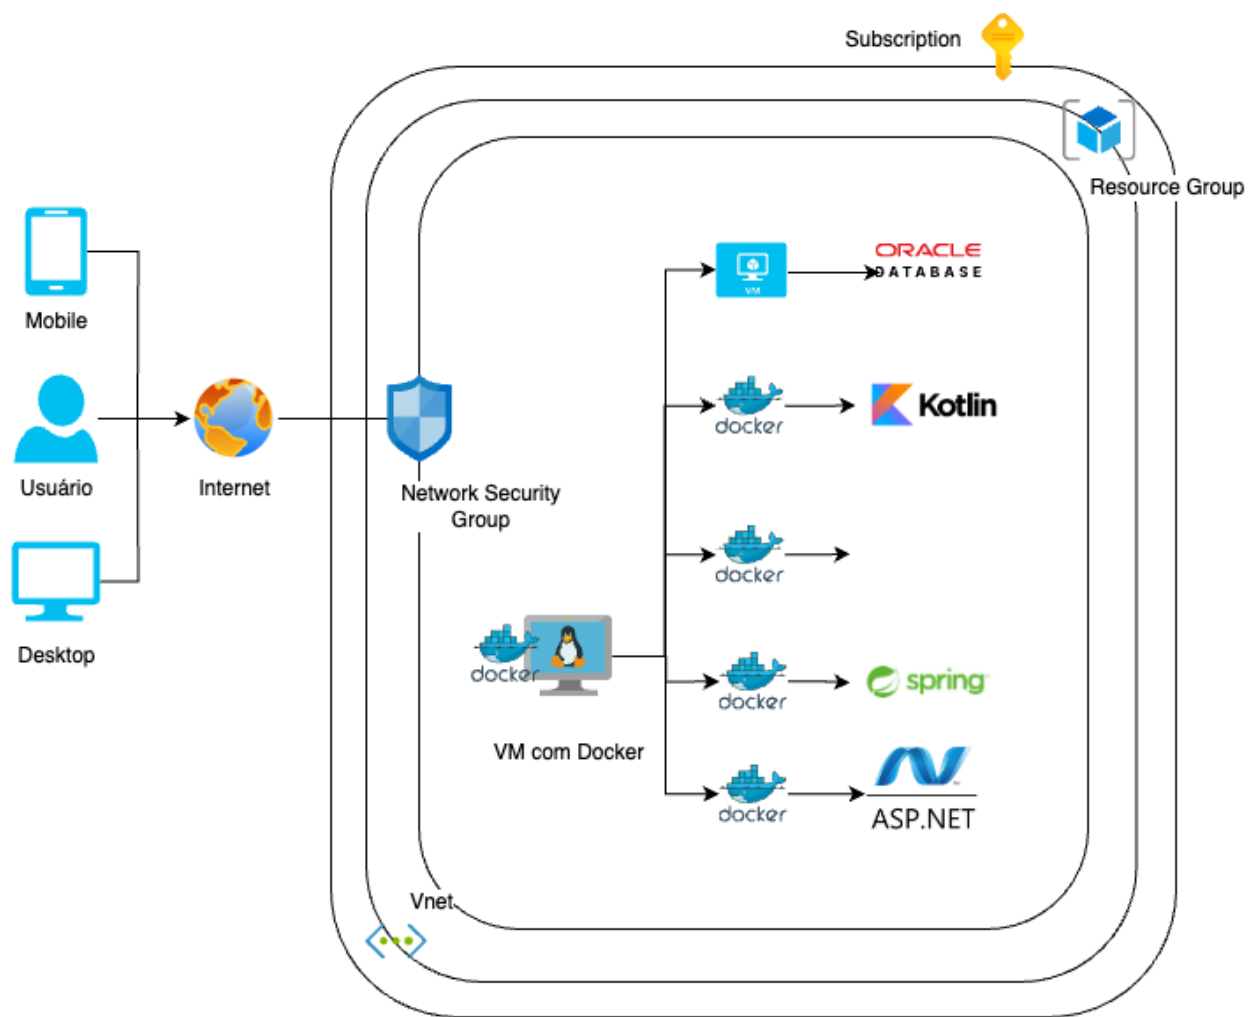 Subscription
Resource Group
Mobile
VM
ORACLE
DATABASE
docker
Kotlin
Usuário
Internet
Network Security
Group
docker
Desktop
docker
VM com Docker
docker
spring
docker
ASP.NET
Vnet